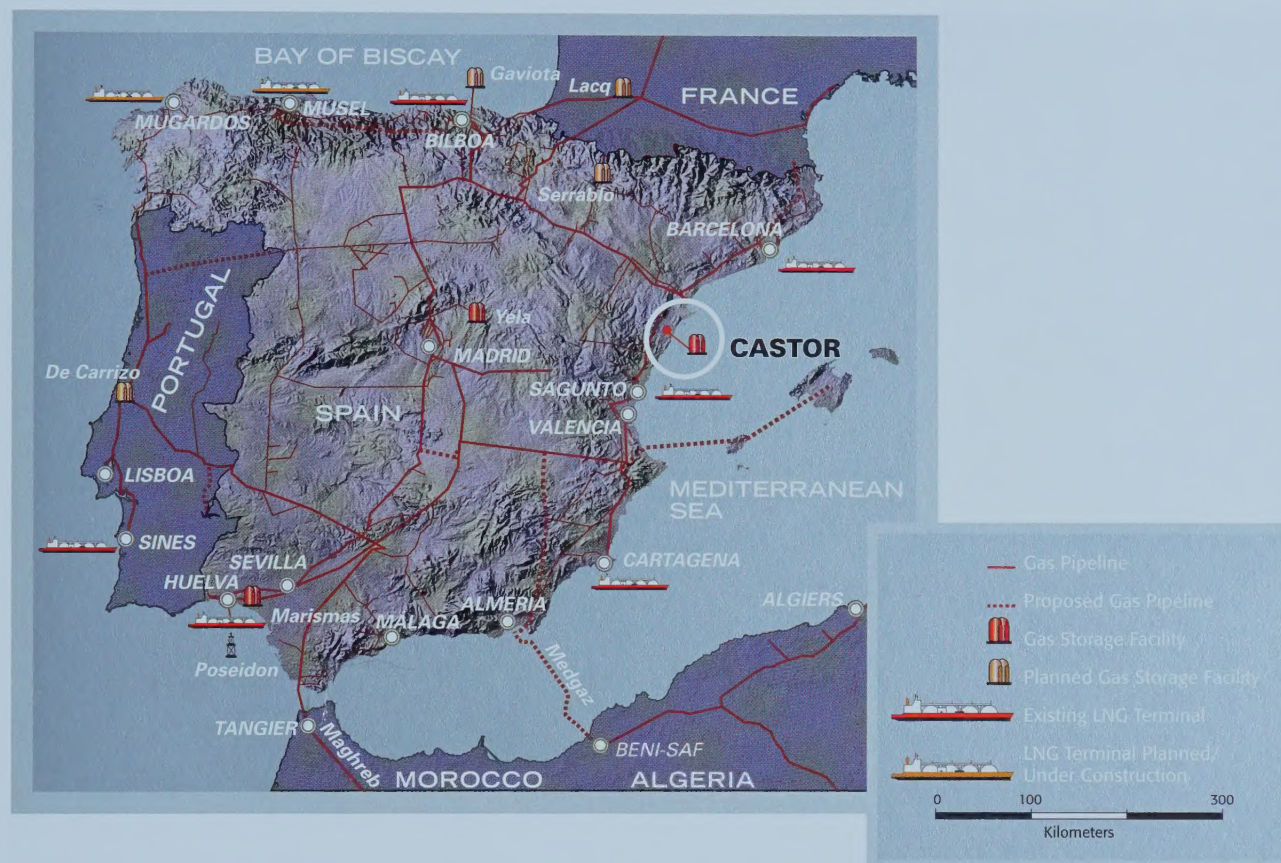 BAY OF BISCAY
Gaviota
Lacq
FRANCE
MUGARDOS
MUSEL
BILBOA
Serrablo
BARCELONA
PORTUGAL
Yela
MADRID
CASTOR
De Carrizo
SPAIN
SAGUNTO
VALENCIA
LISBOA
MEDITERRANEAN
SEA
SINES
SEVILLA
HUELVA
Marismas
MALAGA
ALMERIA
CARTAGENA
ALGIERS
Poseidon
Medgaz
TANGIER
Maghreb
BENI-SAF
MOROCCO
ALGERIA
Gas Pipeline
Proposed Gas Pipeline
Gas Storage Facility
Planned Gas Storage Facility
Existing LNG Terminal
LNG Terminal Planned/
Under Construction
0 100 300
Kilometers